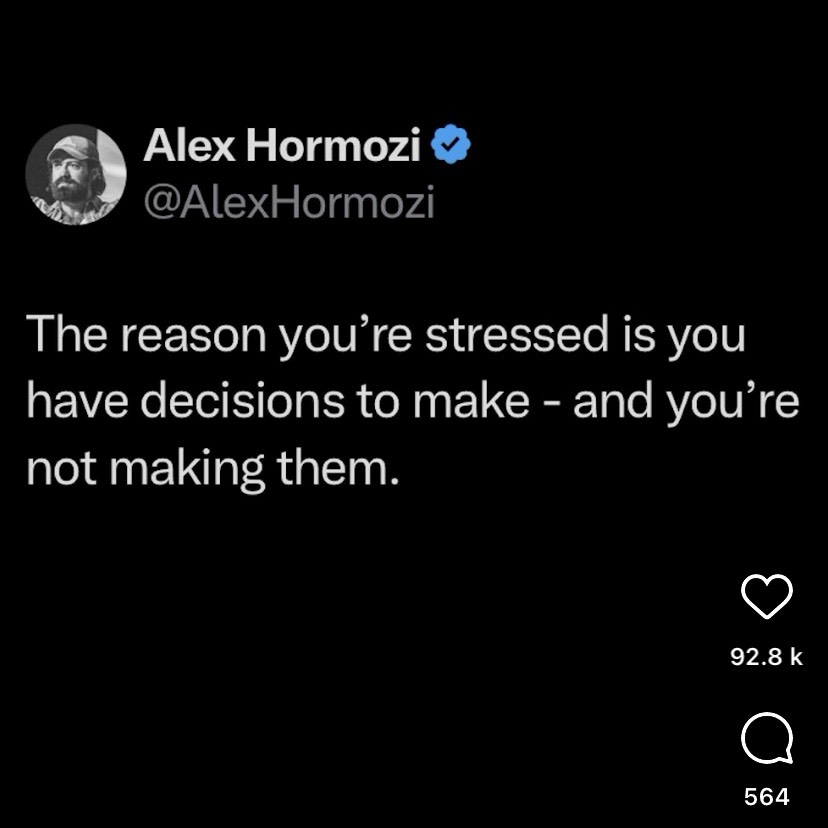 Alex Hormozi
@AlexHormozi
The reason you’re stressed is you
have decisions to make - and you’re
not making them.
92.8 k
564